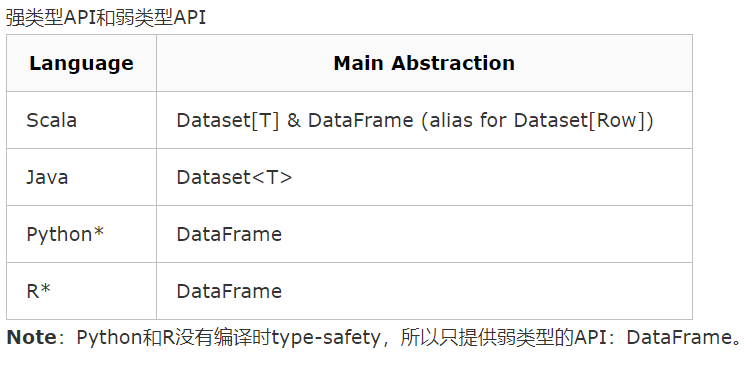 强类型API和弱类型API
Language Main Abstraction
Scala Dataset[T] & DataFrame (alias for Dataset[Row])
Java Dataset<T>
Python* DataFrame
R* DataFrame
Note：Python和R没有编译时type-safety，所以只提供弱类型的API：DataFrame。